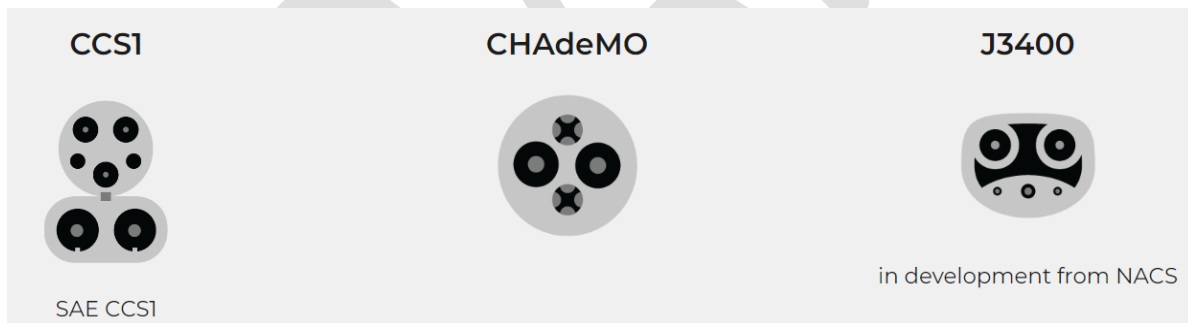 CCS1
CHAdeMO
J3400
in development from NACS
SAE CCS1